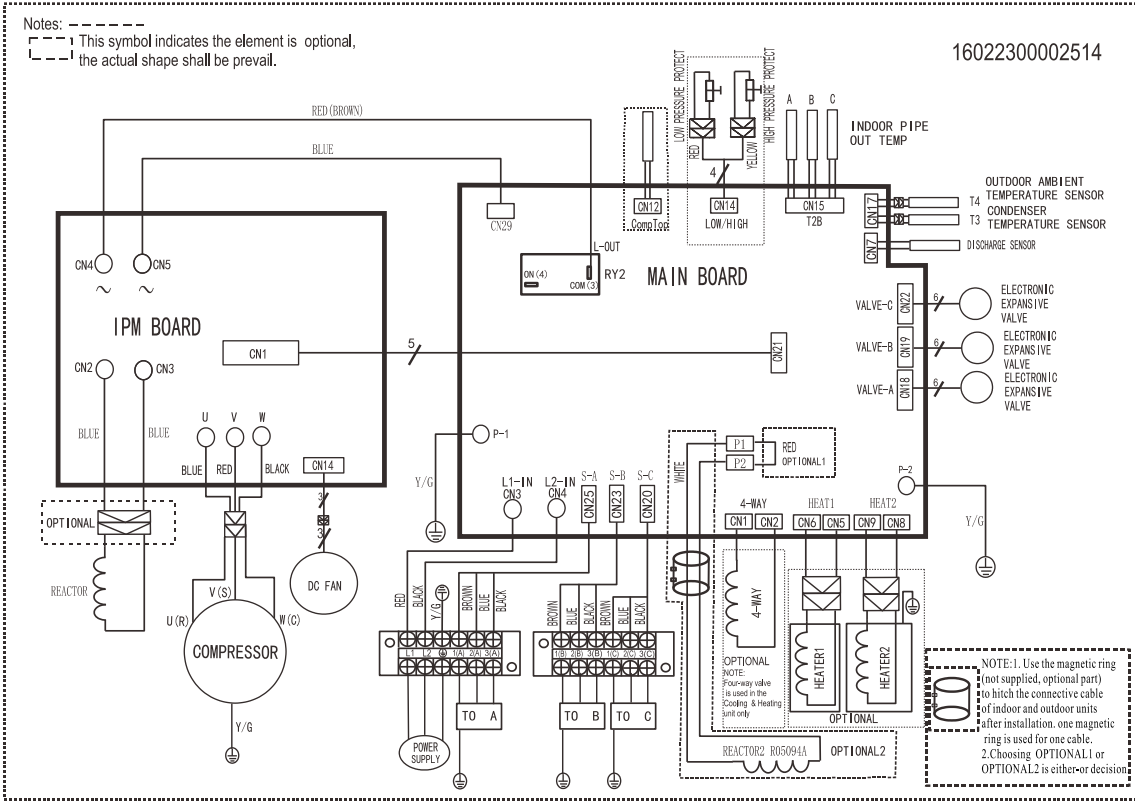 Notes:
This symbol indicates the element is optional,
the actual shape shall be prevail.
16022300002514
RED(BROWN)
BLUE
LOW PRESSURE PROTECT
HIGH PRESSURE PROTECT
RED
YELLOW
4
A B C
INDOOR PIPE
OUT TEMP
CN29
CN12
CompTop
CN14
LOW/HIGH
CN15
T2B
CN17
T4
OUTDOOR AMBIENT
TEMPERATURE SENSOR
T3
CONDENSER
TEMPERATURE SENSOR
CN7
DISCHARGE SENSOR
L-OUT
ON(4)
COM(3)
RY2
MAIN BOARD
CN4
CN5
IPM BOARD
VALVE-C
CN22
6
ELECTRONIC
EXPANSIVE
VALVE
VALVE-B
CN19
6
ELECTRONIC
EXPANSIVE
VALVE
VALVE-A
CN18
6
ELECTRONIC
EXPANSIVE
VALVE
CN1
5
CN21
CN2
CN3
BLUE
BLUE
U V W
BLUE
RED
BLACK
CN14
3
3
DC FAN
P-1
Y/G
P1
P2
RED
OPTIONAL1
WHITE
P-2
Y/G
L1-IN
CN3
L2-IN
CN4
S-A
CN25
S-B
CN23
S-C
CN20
4-WAY
CN1
CN2
HEAT1
CN6
CN5
HEAT2
CN9
CN8
OPTIONAL
REACTOR
V(S)
U(R)
W(C)
COMPRESSOR
Y/G
RED
BLACK
Y/G
BROWN
BLUE
BLACK
BROWN
BLUE
BLACK
BROWN
BLUE
BLACK
L1 L2 1(A) 2(A) 3(A)
1(B) 2(B) 3(B) 1(C) 2(C) 3(C)
POWER
SUPPLY
TO A
TO B
TO C
4-WAY
OPTIONAL
NOTE:
Four-way valve
is used in the
Cooling & Heating
unit only
HEATER1
HEATER2
OPTIONAL
REACTOR2 R05094A
OPTIONAL2
NOTE:1. Use the magnetic ring
(not supplied, optional part)
to hitch the connective cable
of indoor and outdoor units
after installation. one magnetic
ring is used for one cable.
2.Choosing OPTIONAL1 or
OPTIONAL2 is either-or decision